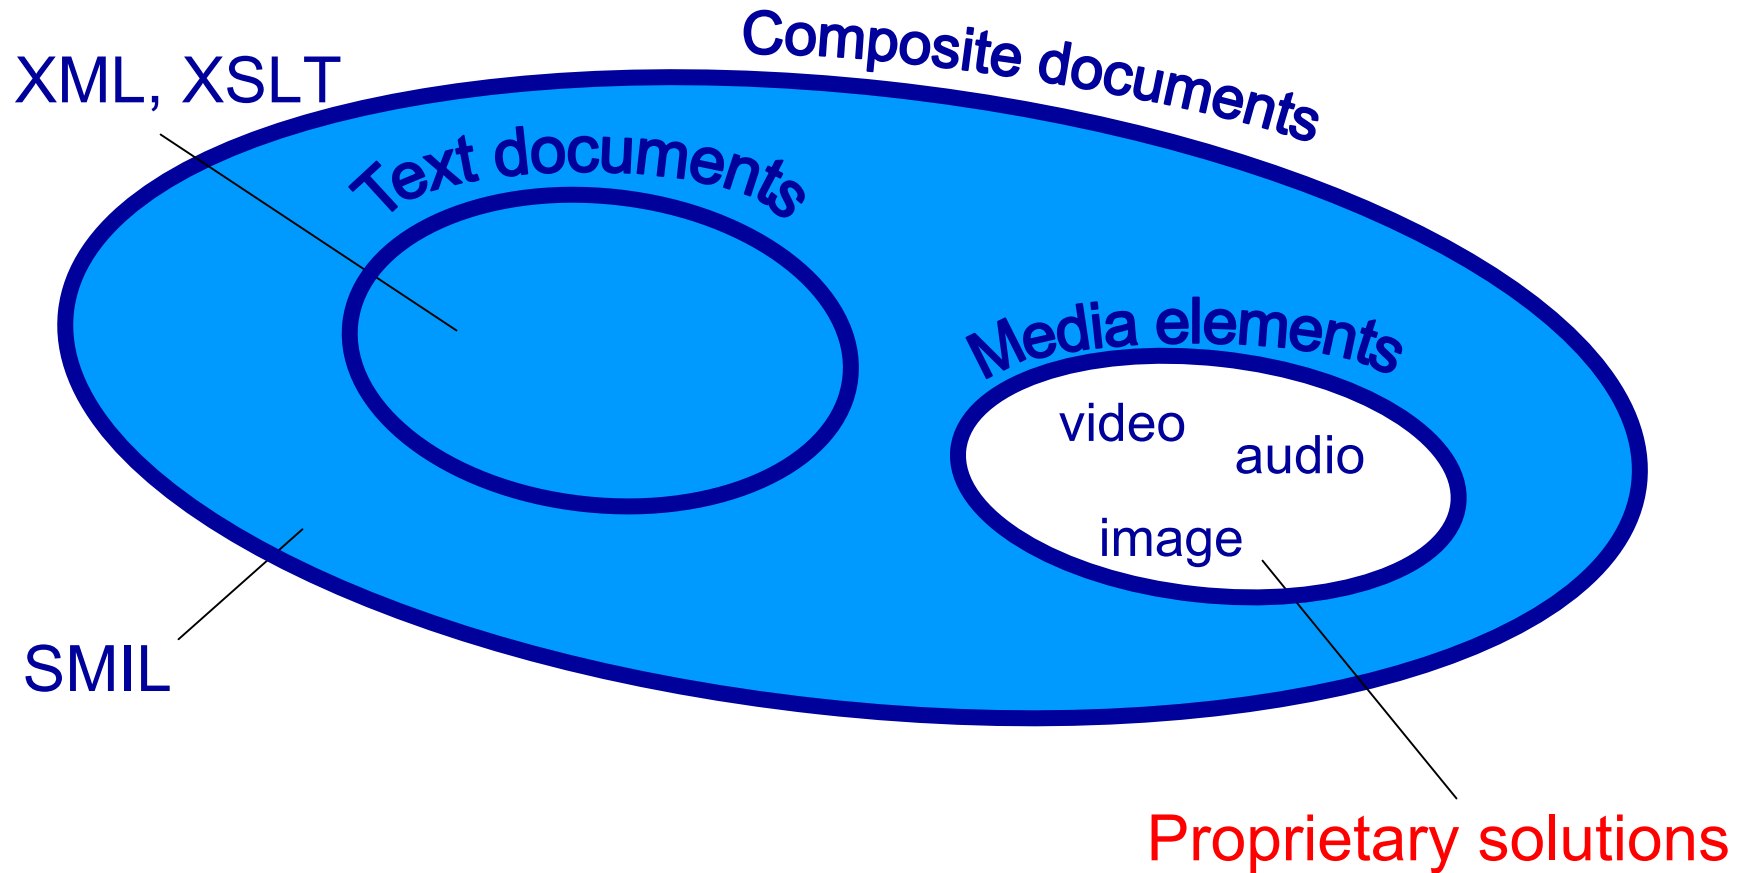 Composite documents
XML, XSLT
Text documents
Media elements
video
audio
image
SMIL
Proprietary solutions